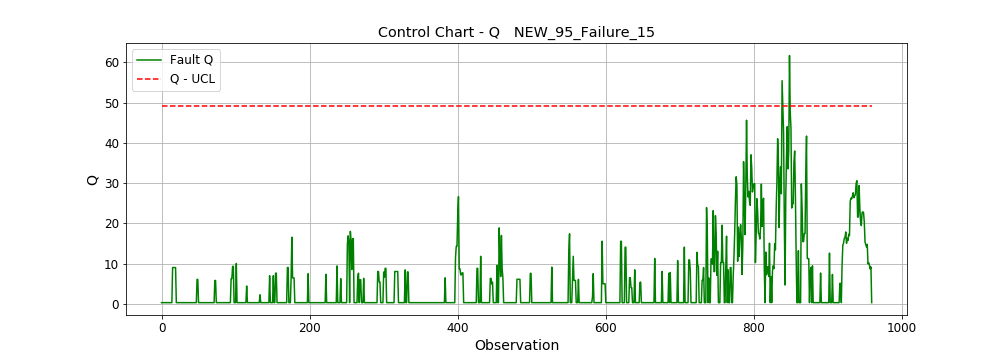 Control Chart - Q   NEW_95_Failure_15
Fault Q
Q - UCL
60
50
40
30
20
10
0
Q
0 200 400 600 800 1000
Observation